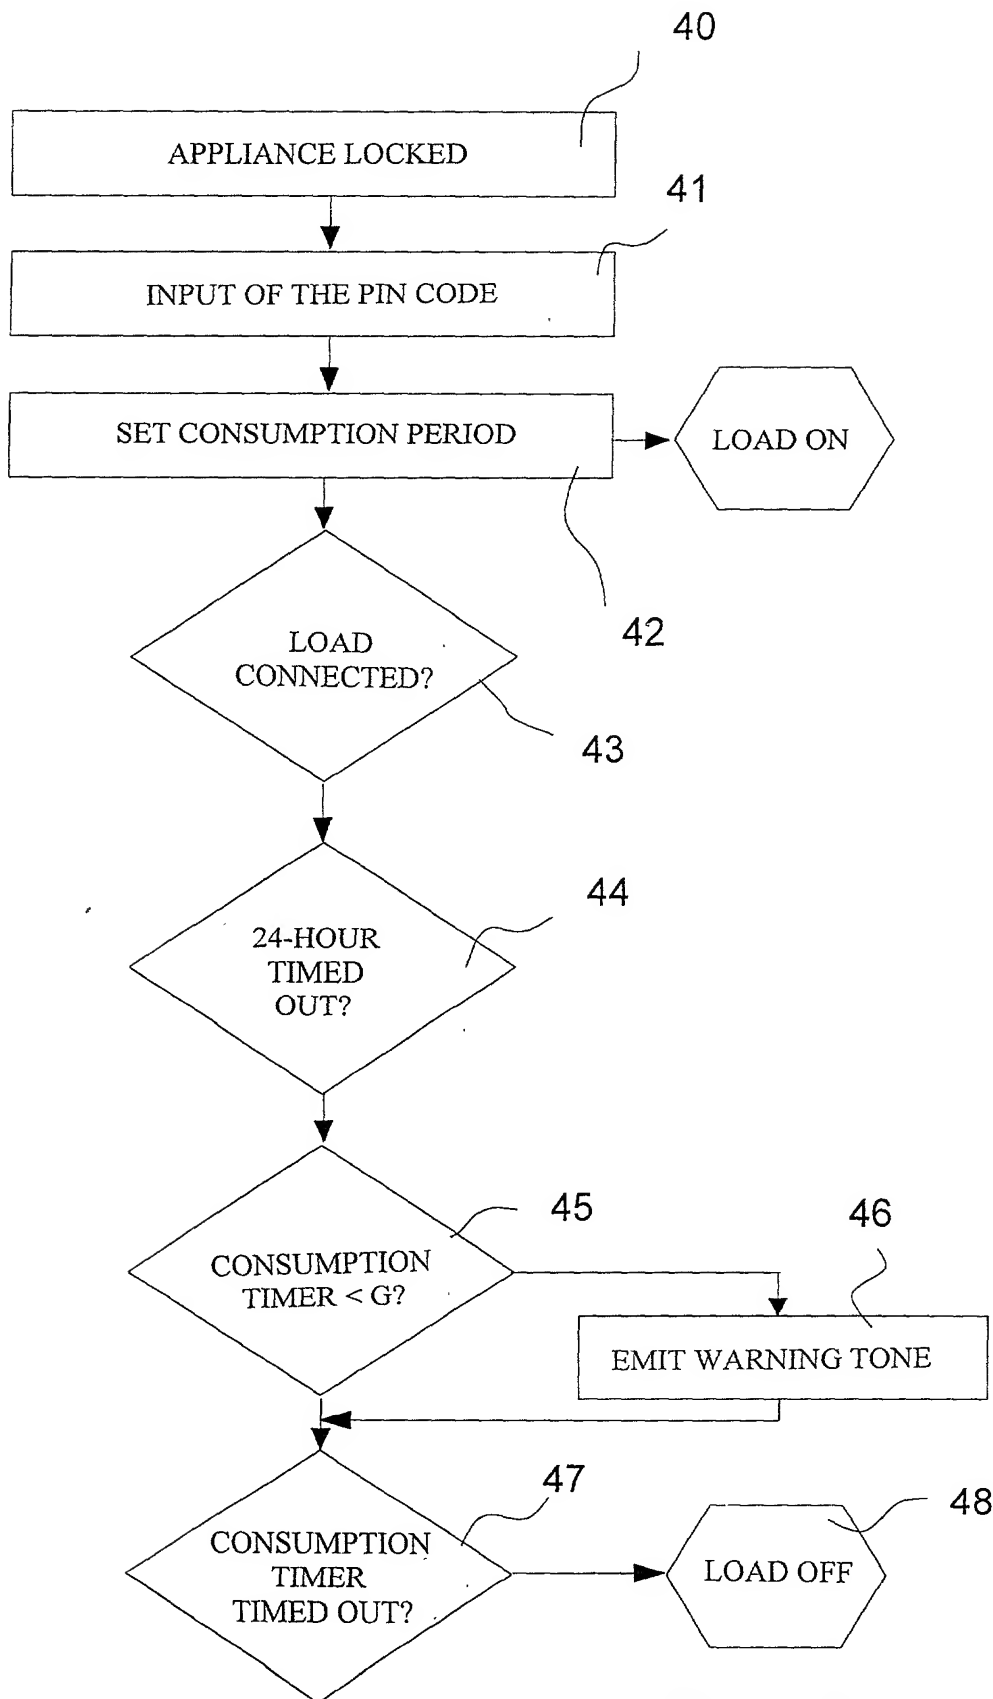 40
APPLIANCE LOCKED
41
INPUT OF THE PIN CODE
SET CONSUMPTION PERIOD
LOAD ON
42
LOAD
CONNECTED?
43
44
24-HOUR
TIMED
OUT?
45
46
CONSUMPTION
TIMER < G?
EMIT WARNING TONE
47
48
CONSUMPTION
TIMER
TIMED OUT?
LOAD OFF